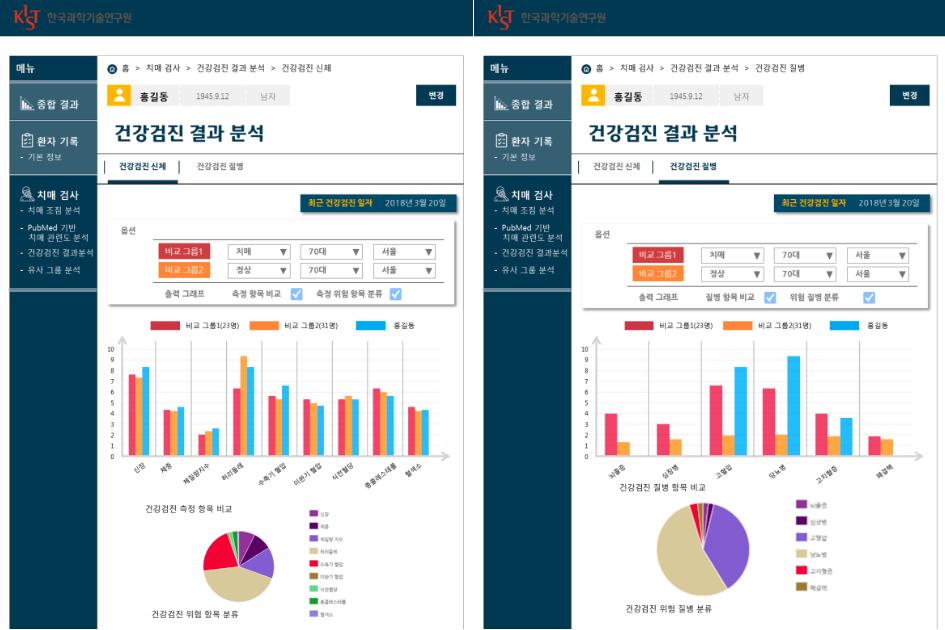 KIST 한국과학기술연구원
메뉴
종합 결과
환자 기록
- 기본 정보
치매 검사
- 치매 조짐 분석
- PubMed 기반
치매 관련도 분석
- 건강검진 결과분석
- 유사 그룹 분석
홈 > 치매 검사 > 건강검진 결과 분석 > 건강검진 신체
홍길동 1945.9.12 남자 변경
건강검진 결과 분석
건강검진 신체 건강검진 질병
최근 건강검진 일자 2018년 3월 20일
옵션
비교 그룹1 치매 ▼ 70대 ▼ 서울 ▼
비교 그룹2 정상 ▼ 70대 ▼ 서울 ▼
출력 그래프 측정 항목 비교 측정 위험 항목 분류
비교 그룹1(23명) 비교 그룹2(31명) 홍길동
10
9
8
7
6
5
4
3
2
1
0
신장 체중 체질량지수 허리둘레 수축기 혈압 이완기 혈압 식전혈당 총콜레스테롤 혈색소
건강검진 측정 항목 비교
신장
체중
체질량 지수
허리둘레
수축기 혈압
이완기 혈압
식전혈당
총콜레스테롤
혈색소
건강검진 위험 항목 분류
KIST 한국과학기술연구원
메뉴
종합 결과
환자 기록
- 기본 정보
치매 검사
- 치매 조짐 분석
- PubMed 기반
치매 관련도 분석
- 건강검진 결과분석
- 유사 그룹 분석
홈 > 치매 검사 > 건강검진 결과 분석 > 건강검진 질병
홍길동 1945.9.12 남자 변경
건강검진 결과 분석
건강검진 신체 건강검진 질병
최근 건강검진 일자 2018년 3월 20일
옵션
비교 그룹1 치매 ▼ 70대 ▼ 서울 ▼
비교 그룹2 정상 ▼ 70대 ▼ 서울 ▼
출력 그래프 질병 항목 비교 위험 질병 분류
비교 그룹1(23명) 비교 그룹2(31명) 홍길동
10
9
8
7
6
5
4
3
2
1
0
뇌졸중 심장병 고혈압 당뇨병 고지혈증 폐결핵
건강검진 질병 항목 비교
뇌졸중
심장병
고혈압
당뇨병
고지혈증
폐결핵
건강검진 위험 질병 분류